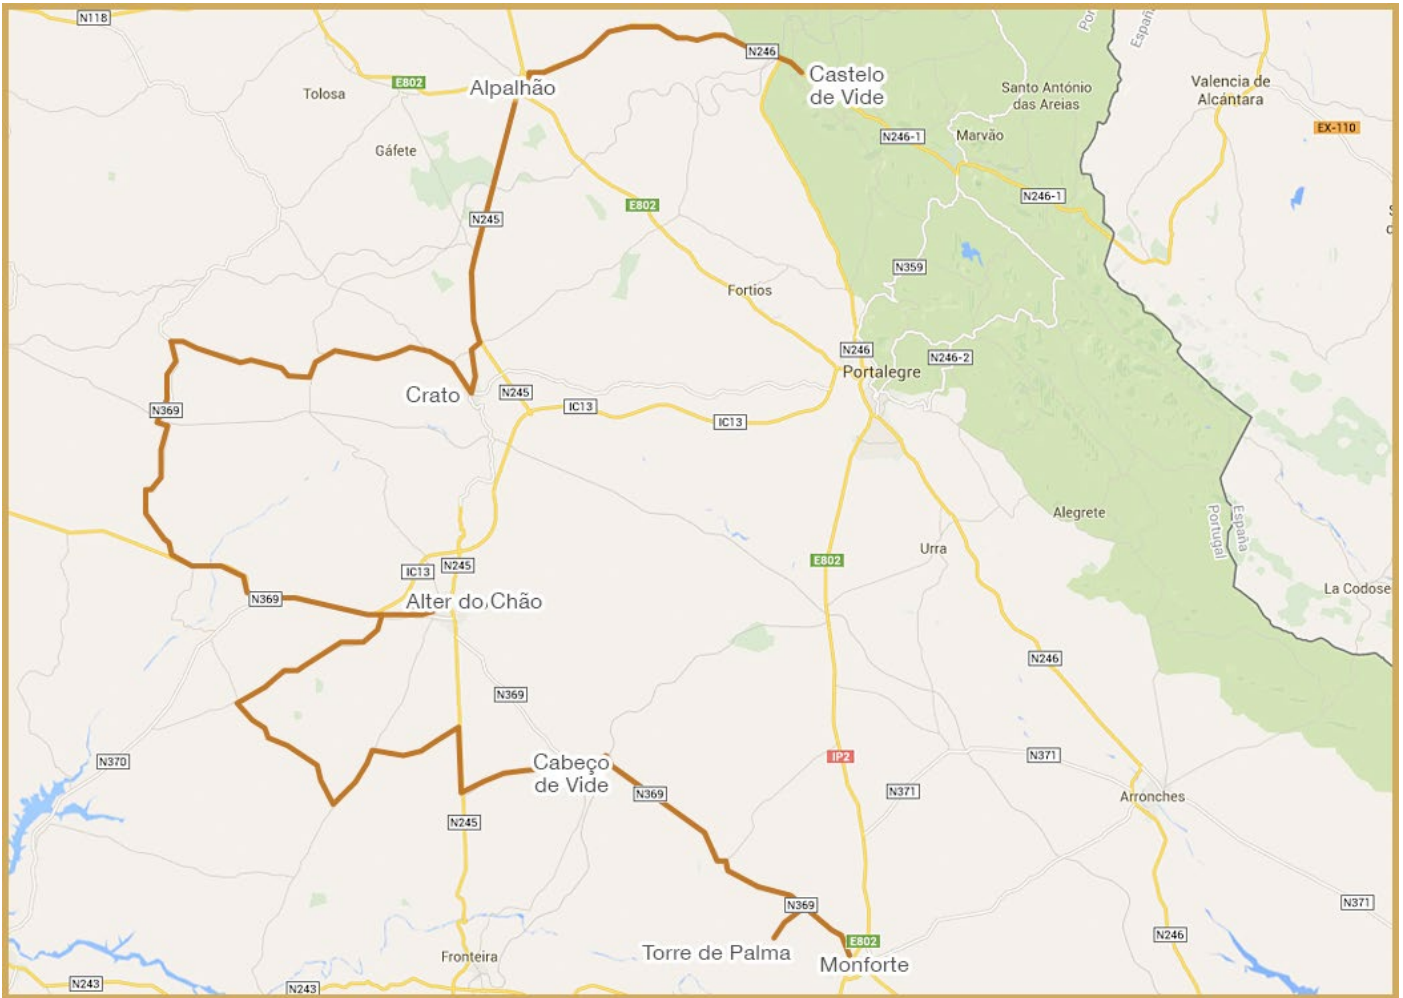 N118
Por
España
N246
Castelo
de Vide
E802
Alpalhão
Tolosa
Santo António
das Areias
Valencia de
Alcántara
EX-110
N246-1
Marvão
Gáfete
N246-1
E802
N245
N359
Fortios
N246
N246-2
Portalegre
Crato
N245
IC13
IC13
N369
Alegrete
Portugal
España
Urra
E802
IC13
N245
N369
Alter do Chão
La Codose
N246
N369
N370
Cabeço
de Vide
IP2
N371
N369
N371
Arronches
N245
N371
N369
E802
N246
Torre de Palma
Monforte
Fronteira
N243
N243